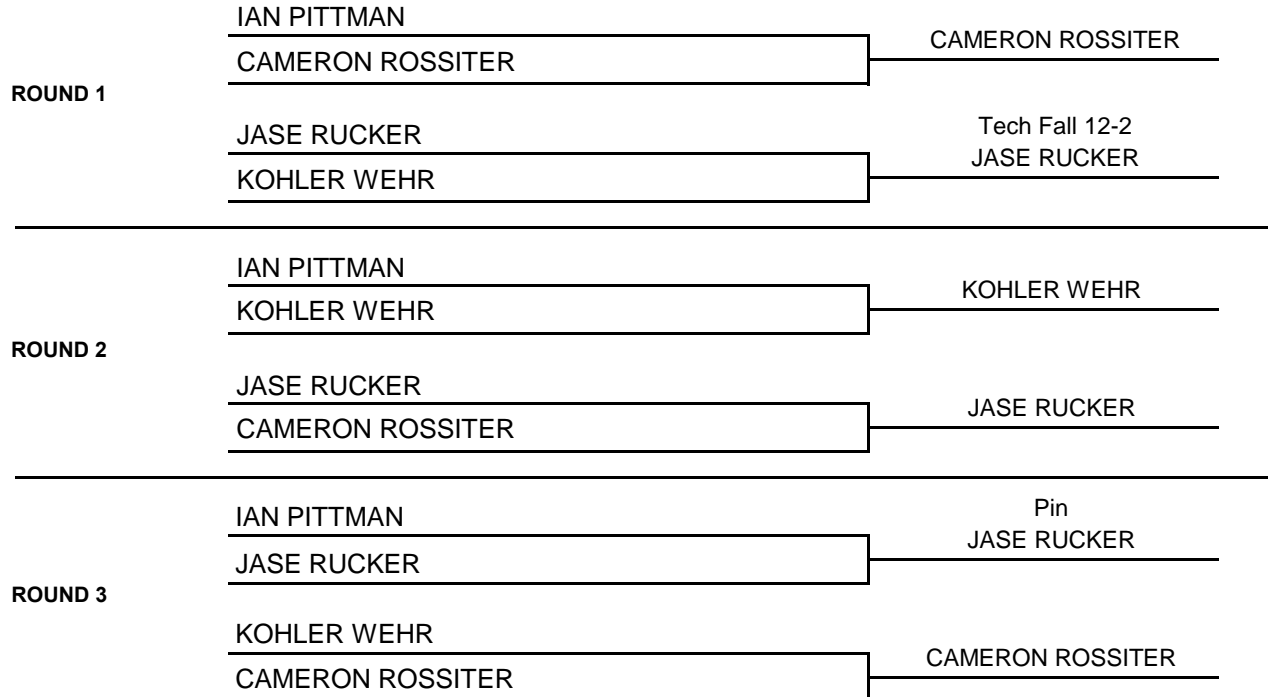 IAN PITTMAN
CAMERON ROSSITER
CAMERON ROSSITER
ROUND 1
JASE RUCKER
Tech Fall 12-2
JASE RUCKER
KOHLER WEHR
IAN PITTMAN
KOHLER WEHR
KOHLER WEHR
ROUND 2
JASE RUCKER
JASE RUCKER
CAMERON ROSSITER
IAN PITTMAN
Pin
JASE RUCKER
JASE RUCKER
ROUND 3
KOHLER WEHR
CAMERON ROSSITER
CAMERON ROSSITER